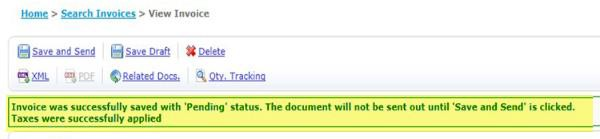 Home > Search Invoices > View Invoice
Save and Send Save Draft Delete
XML PDF Related Docs. Qty. Tracking
Invoice was successfully saved with 'Pending' status. The document will not be sent out until 'Save and Send' is clicked.
Taxes were successfully applied